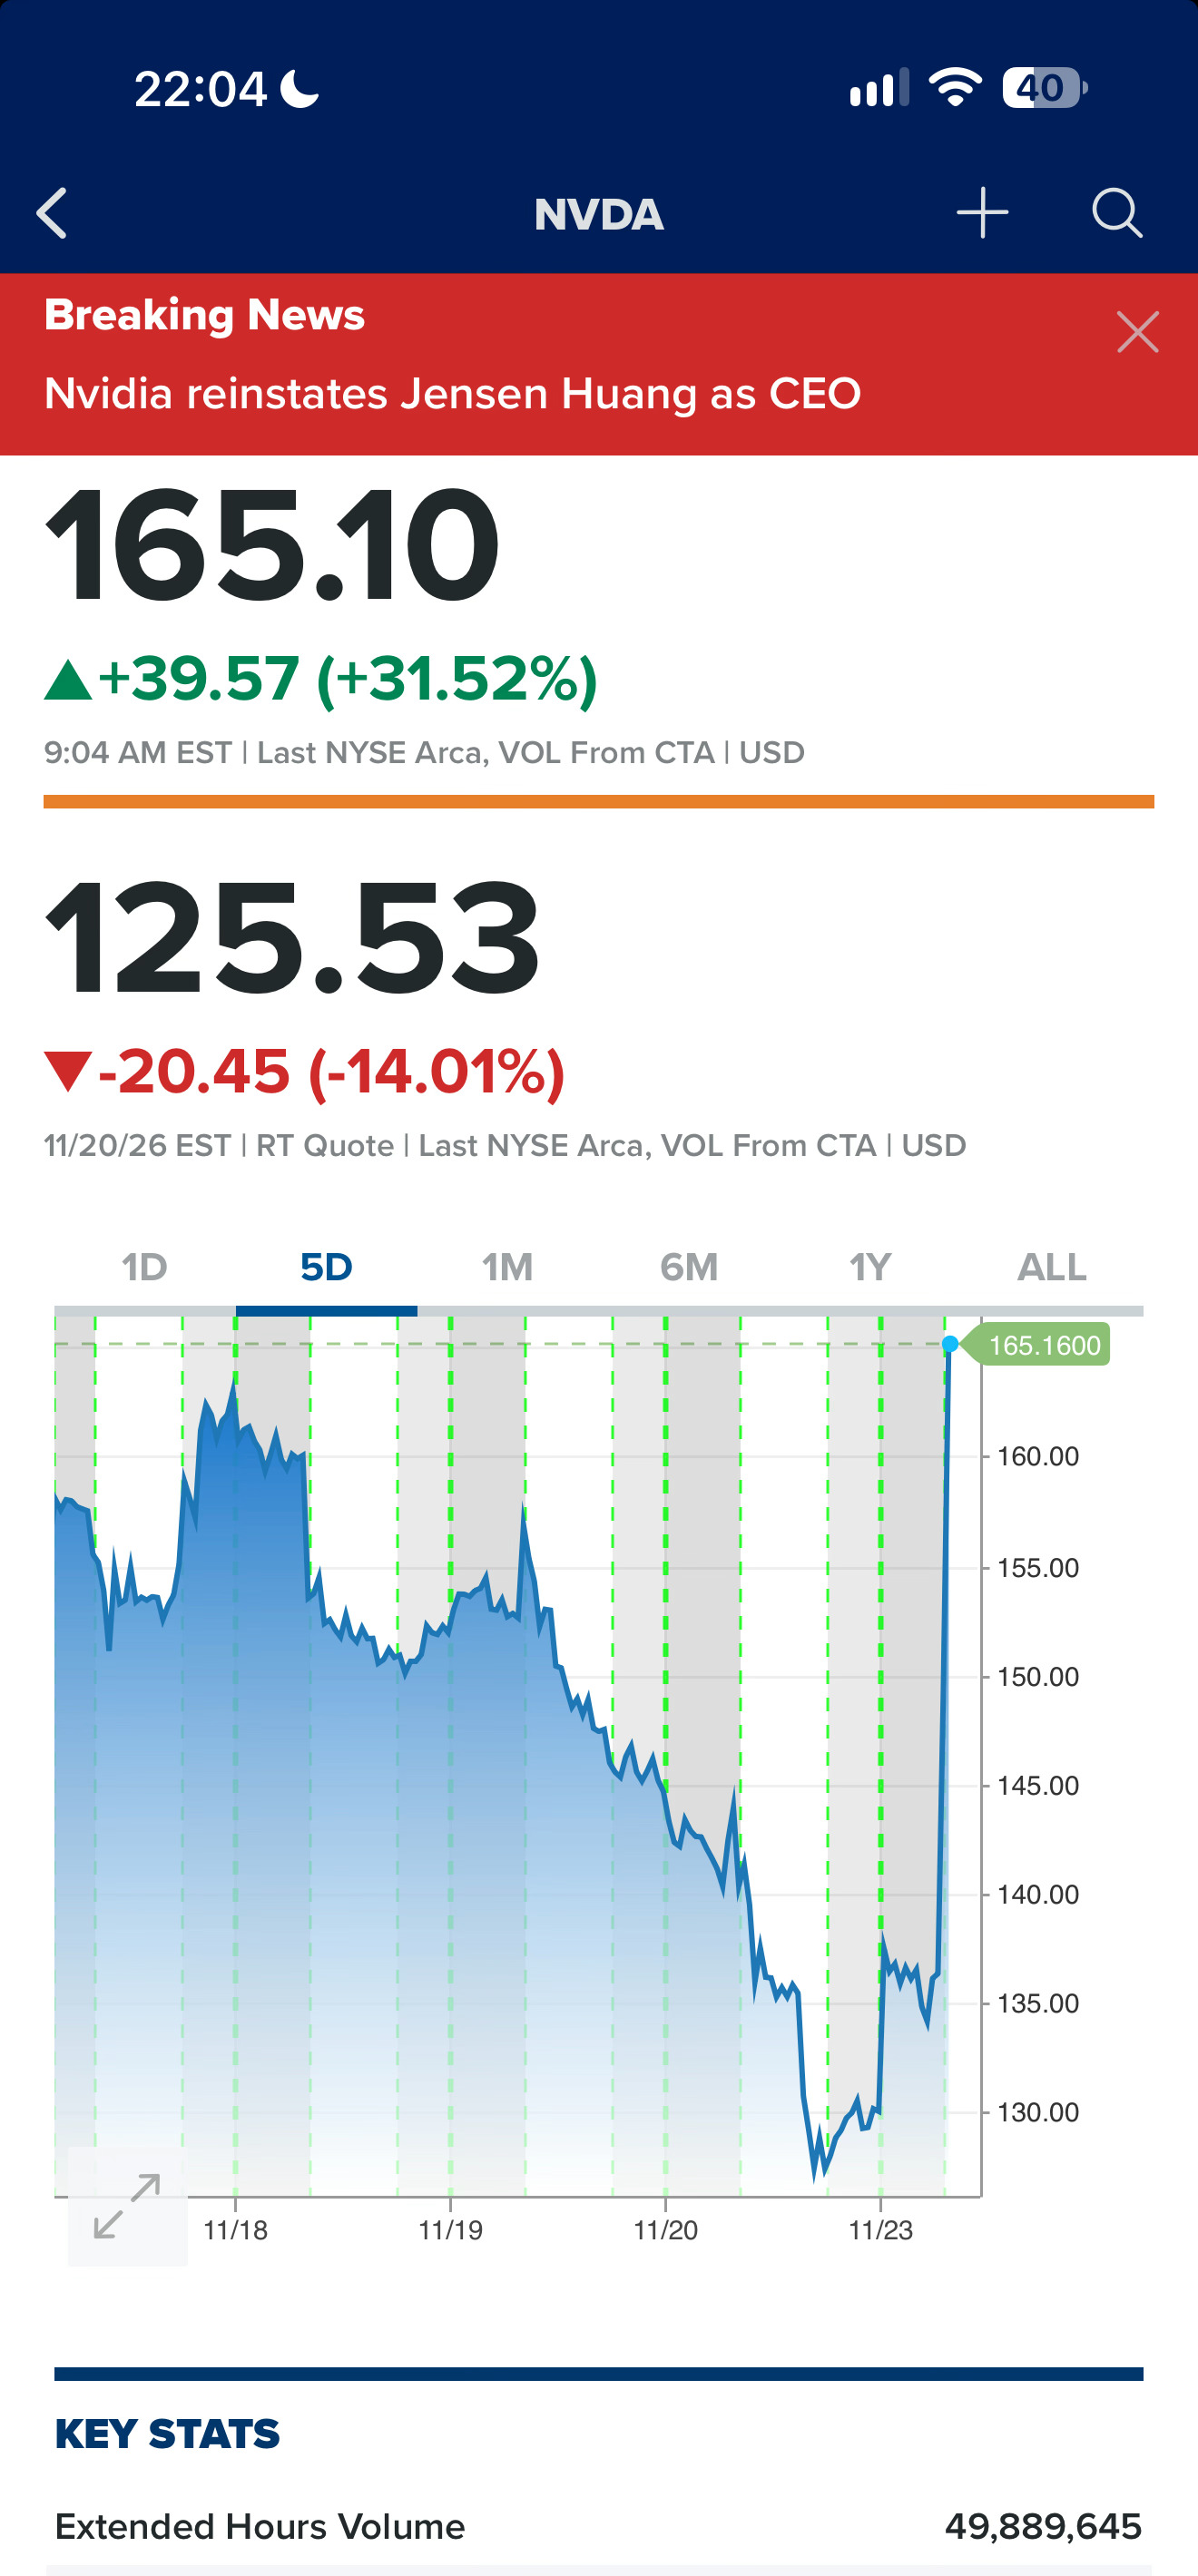 22:04
40
NVDA
Breaking News
Nvidia reinstates Jensen Huang as CEO
165.10
+39.57 (+31.52%)
9:04 AM EST | Last NYSE Arca, VOL From CTA | USD
125.53
-20.45 (-14.01%)
11/20/26 EST | RT Quote | Last NYSE Arca, VOL From CTA | USD
1D 5D 1M 6M 1Y ALL
165.1600
160.00
155.00
150.00
145.00
140.00
135.00
130.00
11/18 11/19 11/20 11/23
KEY STATS
Extended Hours Volume 49,889,645